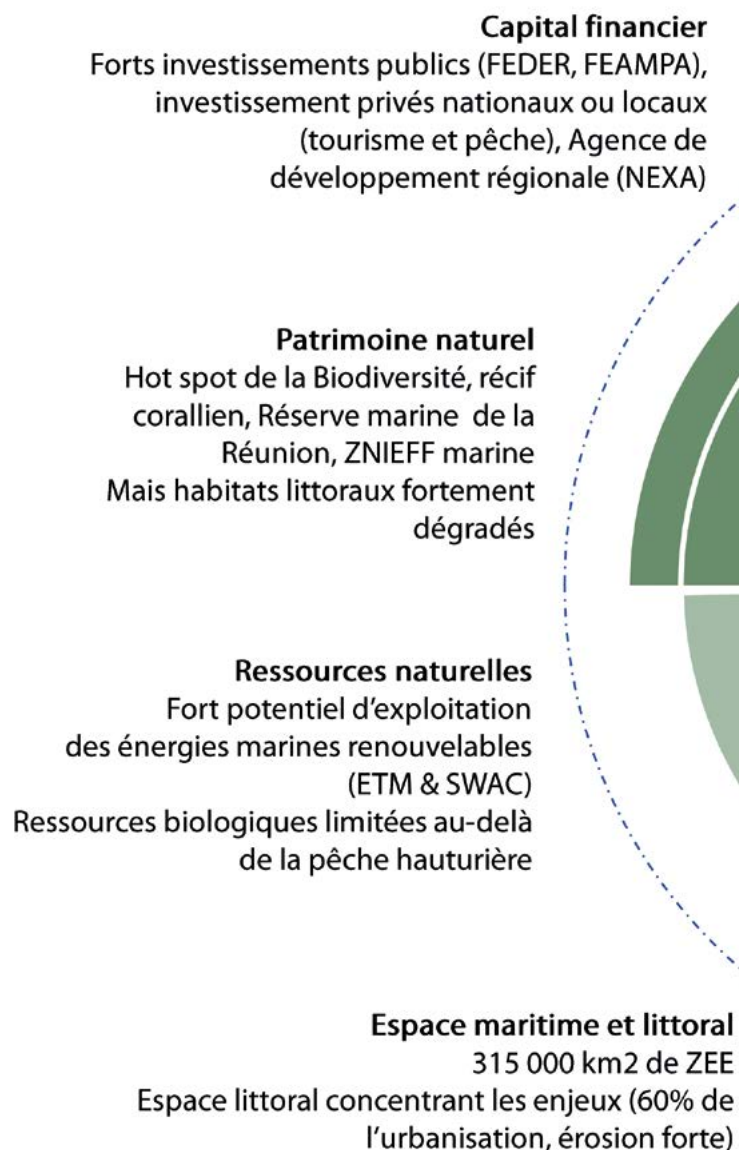 Capital financier
Forts investissements publics (FEDER, FEAMPA),
investissement privés nationaux ou locaux
(tourisme et pêche), Agence de
développement régionale (NEXA)
Patrimoine naturel
Hot spot de la Biodiversité, récif
corallien, Réserve marine de la
Réunion, ZNIEFF marine
Mais habitats littoraux fortement
dégradés
Ressources naturelles
Fort potentiel d’exploitation
des énergies marines renouvelables
(ETM & SWAC)
Ressources biologiques limitées au-delà
de la pêche hauturière
Espace maritime et littoral
315 000 km2 de ZEE
Espace littoral concentrant les enjeux (60% de
l’urbanisation, érosion forte)